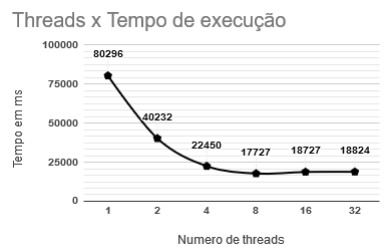 Threads x Tempo de execução
Tempo em ms
100000
75000
50000
25000
0
80296
40232
22450
17727
18727
18824
1 2 4 8 16 32
Numero de threads